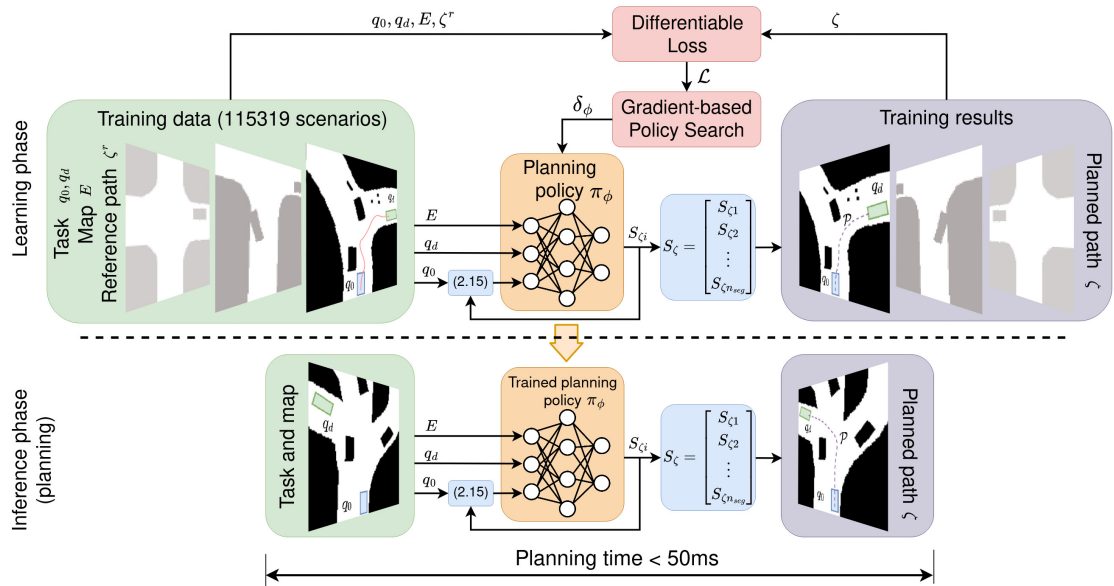 Learning phase
q₀, q_d, E, ζʳ
Differentiable
Loss
ζ
ℒ
Gradient-based
Policy Search
δ_ϕ
Training data (115319 scenarios)
Task q₀, q_d
Map E
Reference path ζʳ
q_d
q₀
E
q_d
q₀
(2.15)
Planning
policy π_ϕ
S_ζi
S_ζ =
S_ζ1
S_ζ2
⋮
S_ζn_seg
Training results
q_d
𝒫
q₀
Planned path ζ
Inference phase
(planning)
Task and map
q_d
q₀
E
q_d
q₀
(2.15)
Trained planning
policy π_ϕ
S_ζi
S_ζ =
S_ζ1
S_ζ2
⋮
S_ζn_seg
q_d
𝒫
q₀
Planned path ζ
Planning time < 50ms